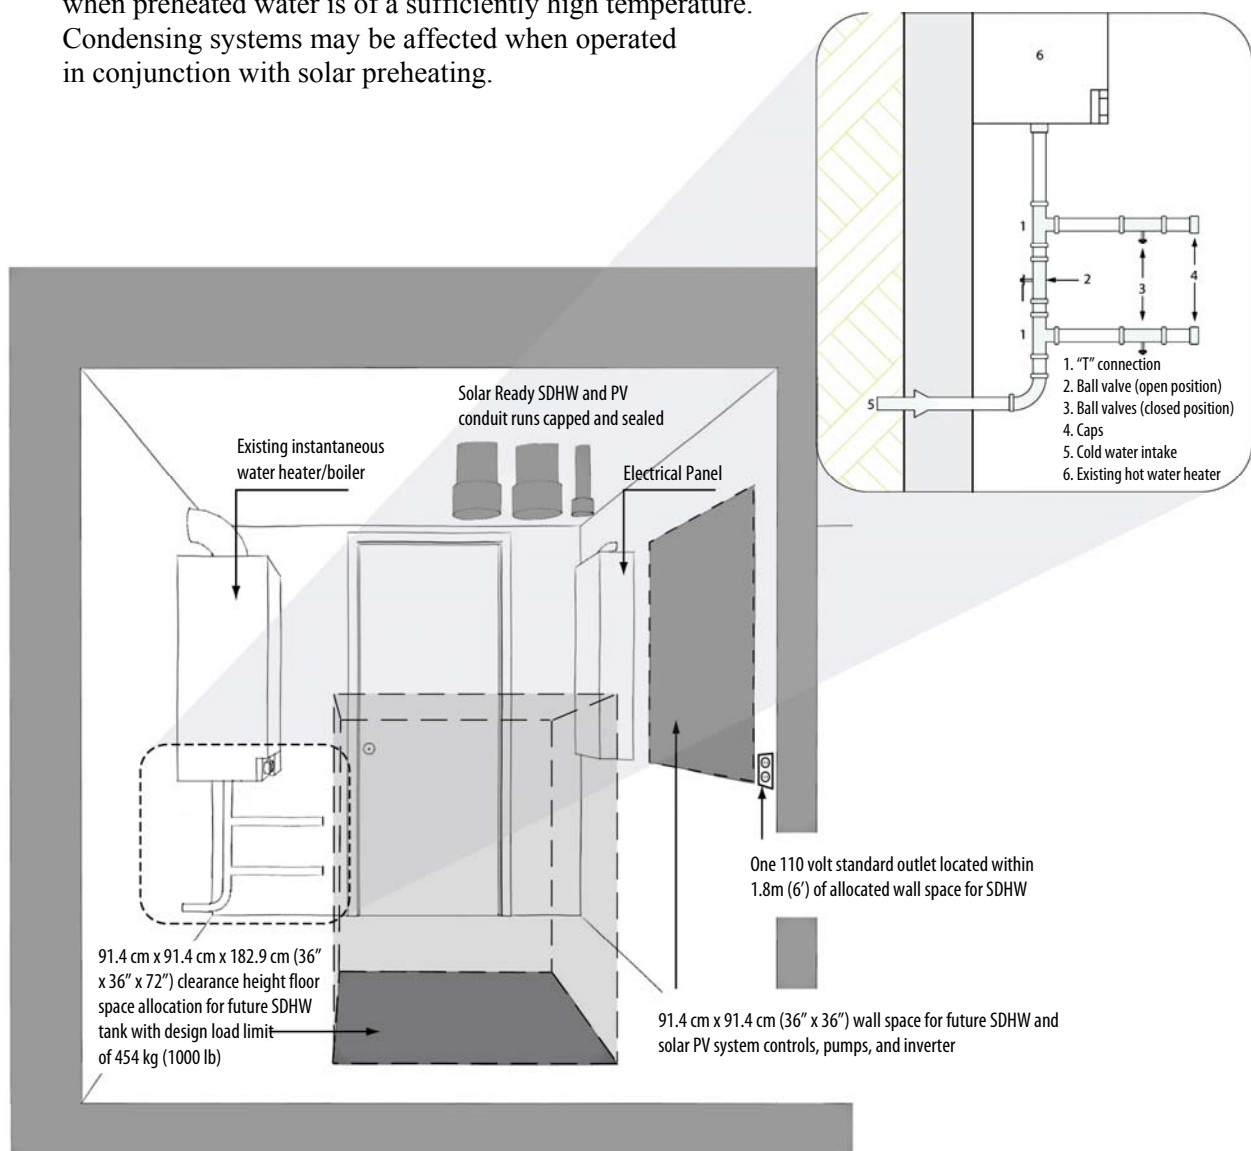 when preheated water is of a sufficiently high temperature.
Condensing systems may be affected when operated
in conjunction with solar preheating.
6
1
2
3
4
1
5
1. “T” connection
2. Ball valve (open position)
3. Ball valves (closed position)
4. Caps
5. Cold water intake
6. Existing hot water heater
Solar Ready SDHW and PV
conduit runs capped and sealed
Existing instantaneous
water heater/boiler
Electrical Panel
One 110 volt standard outlet located within
1.8m (6’) of allocated wall space for SDHW
91.4 cm x 91.4 cm x 182.9 cm (36”
x 36” x 72”) clearance height floor
space allocation for future SDHW
tank with design load limit
of 454 kg (1000 lb)
91.4 cm x 91.4 cm (36” x 36”) wall space for future SDHW and
solar PV system controls, pumps, and inverter